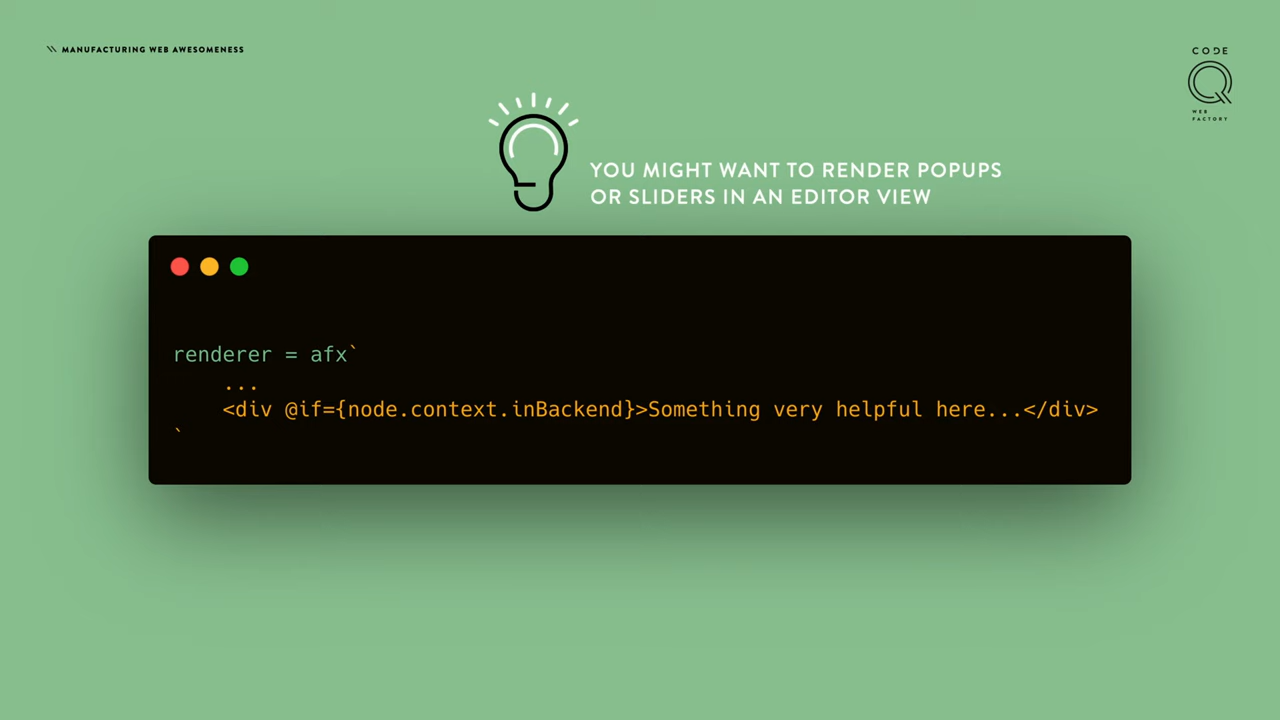 \\ MANUFACTURING WEB AWESOMENESS
CODE
Q
WEB
FACTORY
YOU MIGHT WANT TO RENDER POPUPS
OR SLIDERS IN AN EDITOR VIEW
renderer = afx`
    ...
    <div @if={node.context.inBackend}>Something very helpful here...</div>
`